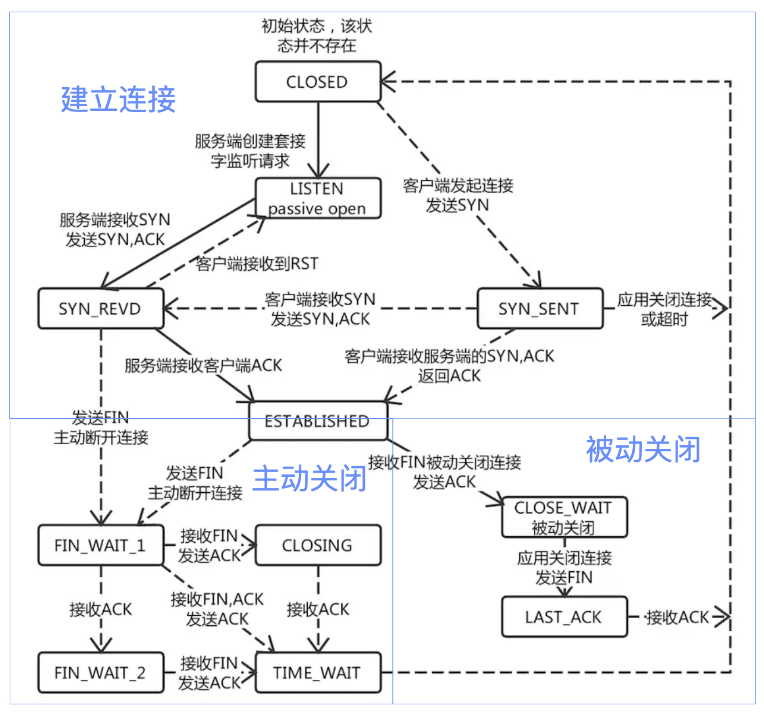 初始状态，该状
态并不存在
CLOSED
建立连接
服务端创建套接
字监听请求
LISTEN
passive open
客户端发起连接
发送SYN
服务端接收SYN
发送SYN,ACK
客户端接收到RST
SYN_REVD
客户端接收SYN
发送SYN,ACK
SYN_SENT
应用关闭连接
或超时
服务端接收客户端ACK
客户端接收服务端的SYN,ACK
返回ACK
ESTABLISHED
发送FIN
主动断开连接
发送FIN
主动断开连接
主动关闭
接收FIN被动关闭连接
发送ACK
被动关闭
CLOSE_WAIT
被动关闭
FIN_WAIT_1
接收FIN
发送ACK
CLOSING
应用关闭连接
发送FIN
接收ACK
接收FIN,ACK
发送ACK
接收ACK
LAST_ACK
接收ACK
FIN_WAIT_2
接收FIN
发送ACK
TIME_WAIT